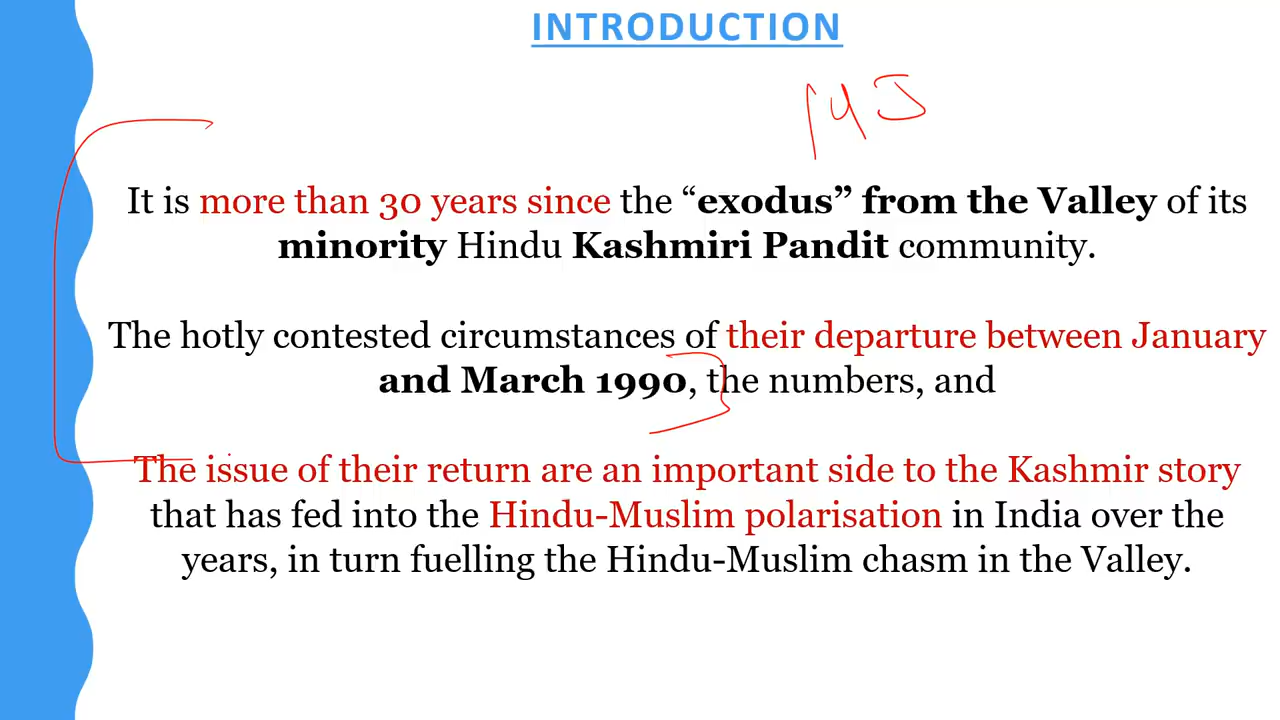 INTRODUCTION
It is more than 30 years since the “exodus” from the Valley of its
minority Hindu Kashmiri Pandit community.
The hotly contested circumstances of their departure between January
and March 1990, the numbers, and
The issue of their return are an important side to the Kashmir story
that has fed into the Hindu-Muslim polarisation in India over the
years, in turn fuelling the Hindu-Muslim chasm in the Valley.